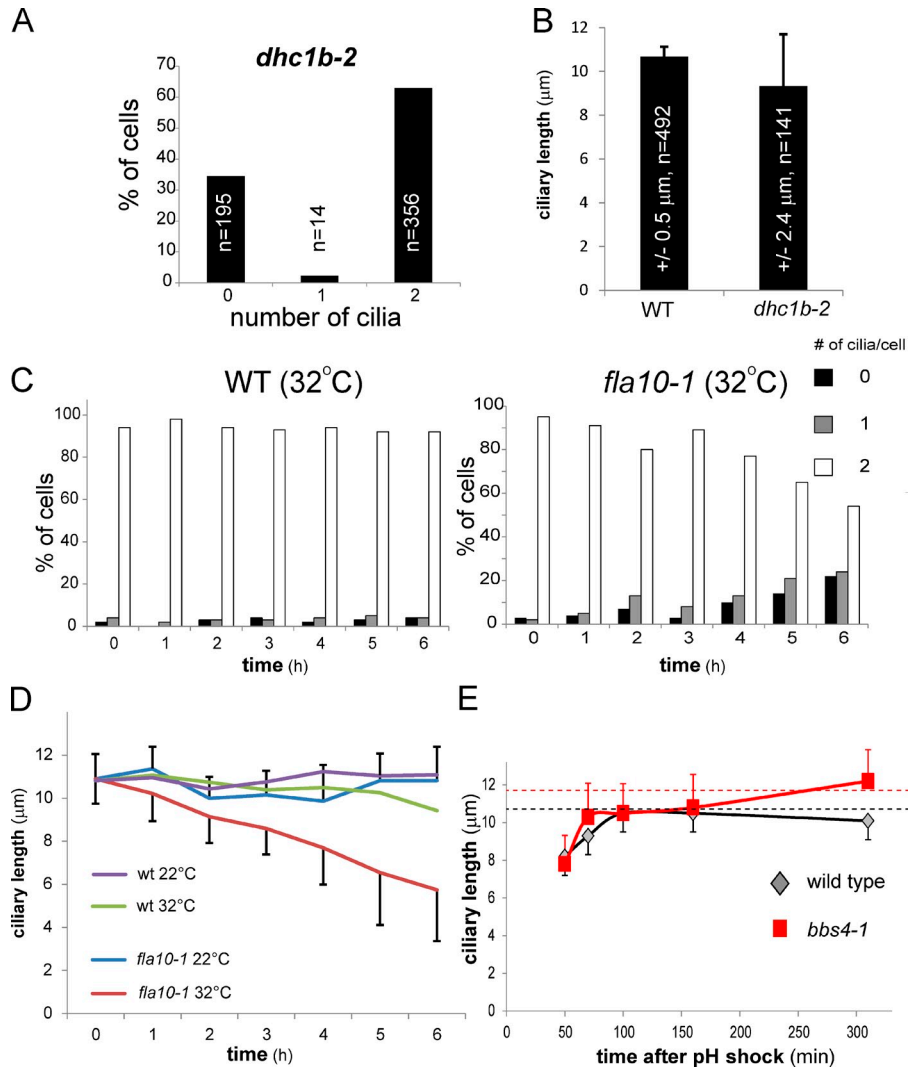 A
dhc1b-2
% of cells
70
60
50
40
30
20
10
0
n=195
n=14
n=356
0 1 2
number of cilia
B
ciliary length (µm)
12
10
8
6
4
2
0
+/- 0.5 µm, n=492
+/- 2.4 µm, n=141
WT dhc1b-2
C
WT (32°C)
% of cells
100
80
60
40
20
0
0 1 2 3 4 5 6
time (h)
fla10-1 (32°C)
# of cilia/cell
0
1
2
% of cells
100
80
60
40
20
0
0 1 2 3 4 5 6
time (h)
D
ciliary length (µm)
12
10
8
6
4
2
0
wt 22°C
wt 32°C
fla10-1 22°C
fla10-1 32°C
0 1 2 3 4 5 6
time (h)
E
ciliary length (µm)
12
10
8
6
4
2
0
wild type
bbs4-1
0 50 100 150 200 250 300
time after pH shock (min)